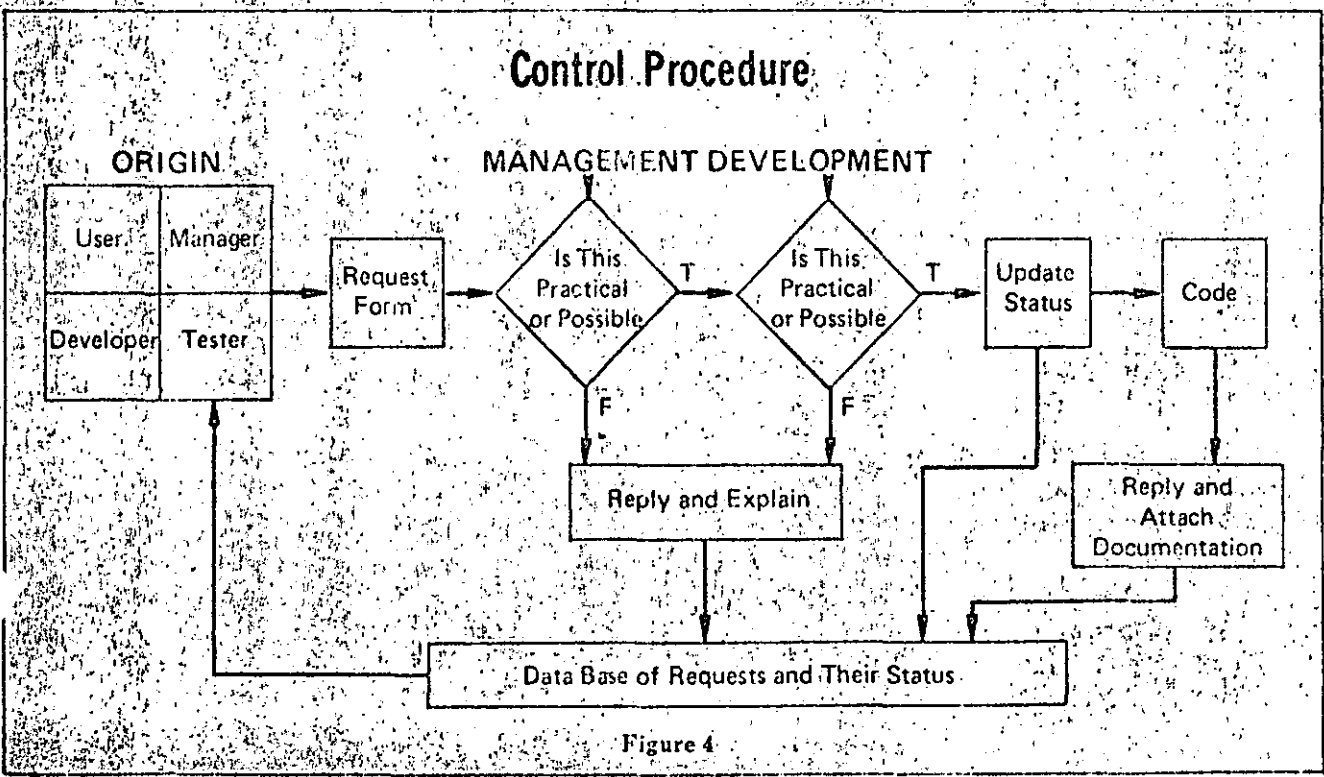 Control Procedure
ORIGIN
MANAGEMENT DEVELOPMENT
User Manager
Developer Tester
Request
Form
Is This
Practical
or Possible
T
F
Is This
Practical
or Possible
T
F
Update
Status
Code
Reply and Explain
Reply and
Attach
Documentation
Data Base of Requests and Their Status
Figure 4